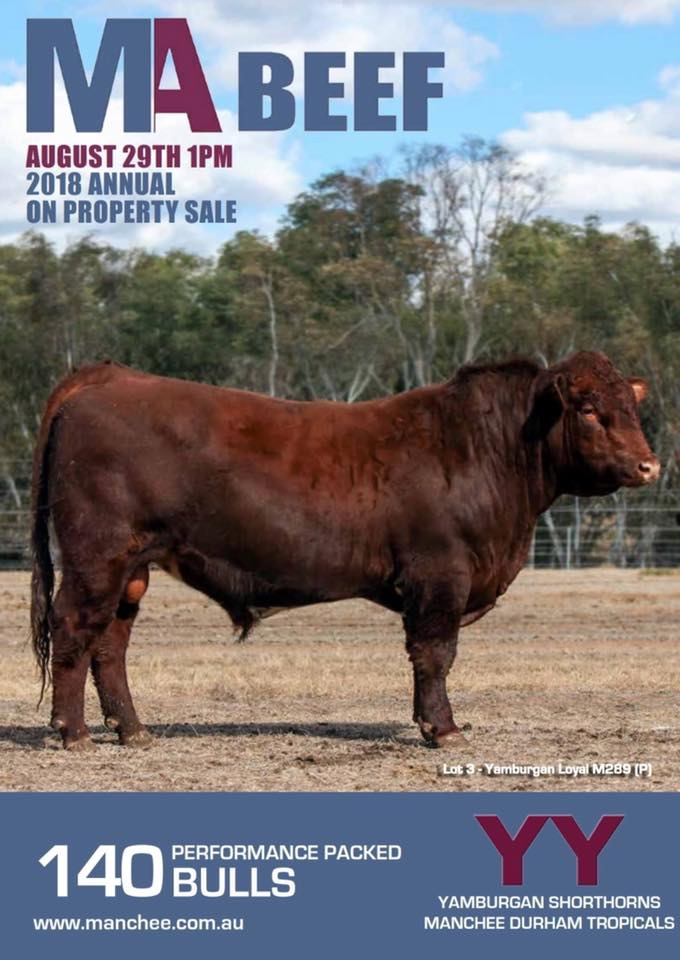 MA BEEF
AUGUST 29TH 1PM
2018 ANNUAL
ON PROPERTY SALE
Lot 3 - Yamburgan Loyal M289 (P)
140 PERFORMANCE PACKED
BULLS
www.manchee.com.au
YY
YAMBURGAN SHORTHORNS
MANCHEE DURHAM TROPICALS